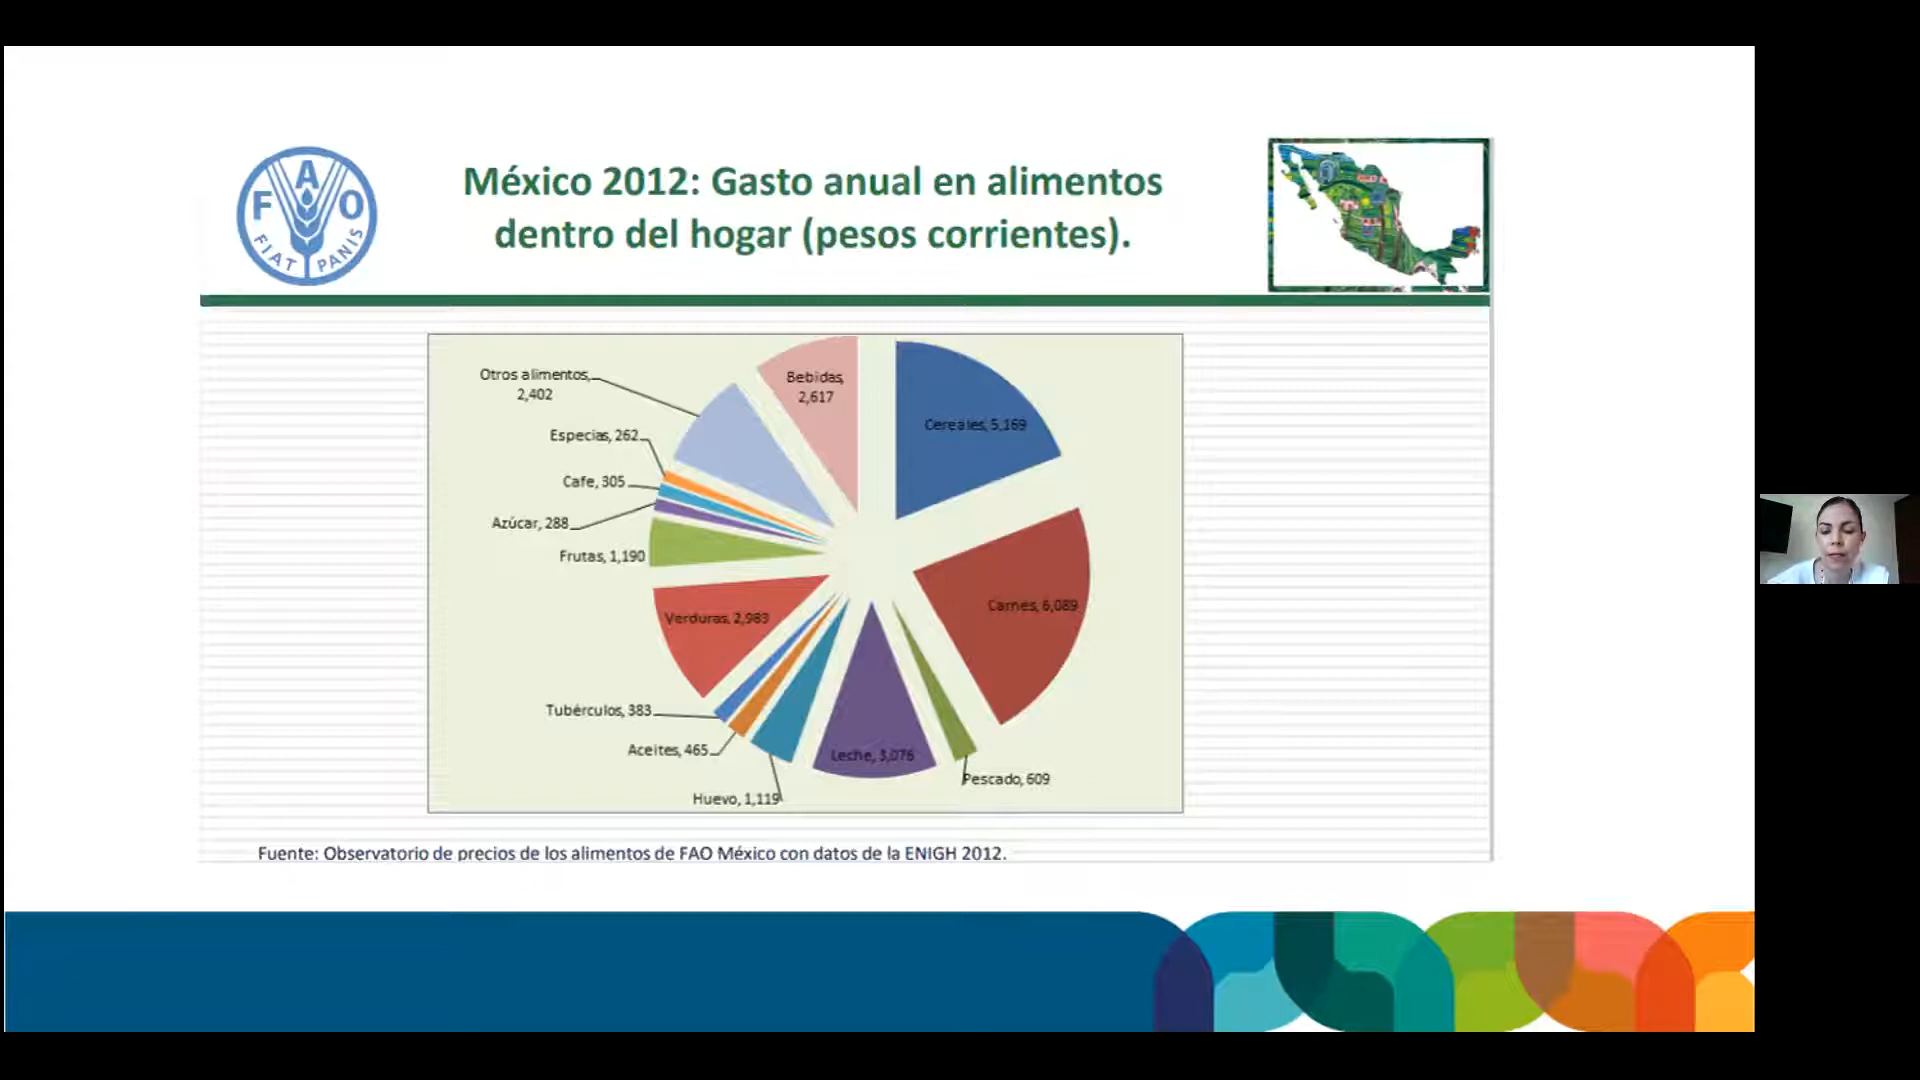 FAO
FIAT PANIS
México 2012: Gasto anual en alimentos
dentro del hogar (pesos corrientes).
Otros alimentos,
2,402
Bebidas,
2,617
Cereales, 5,169
Especias, 262
Cafe, 305
Azúcar, 288
Frutas, 1,190
Carnes, 6,089
Verduras, 2,983
Tubérculos, 383
Aceites, 465
Leche, 3,076
Pescado, 609
Huevo, 1,119
Fuente: Observatorio de precios de los alimentos de FAO México con datos de la ENIGH 2012.